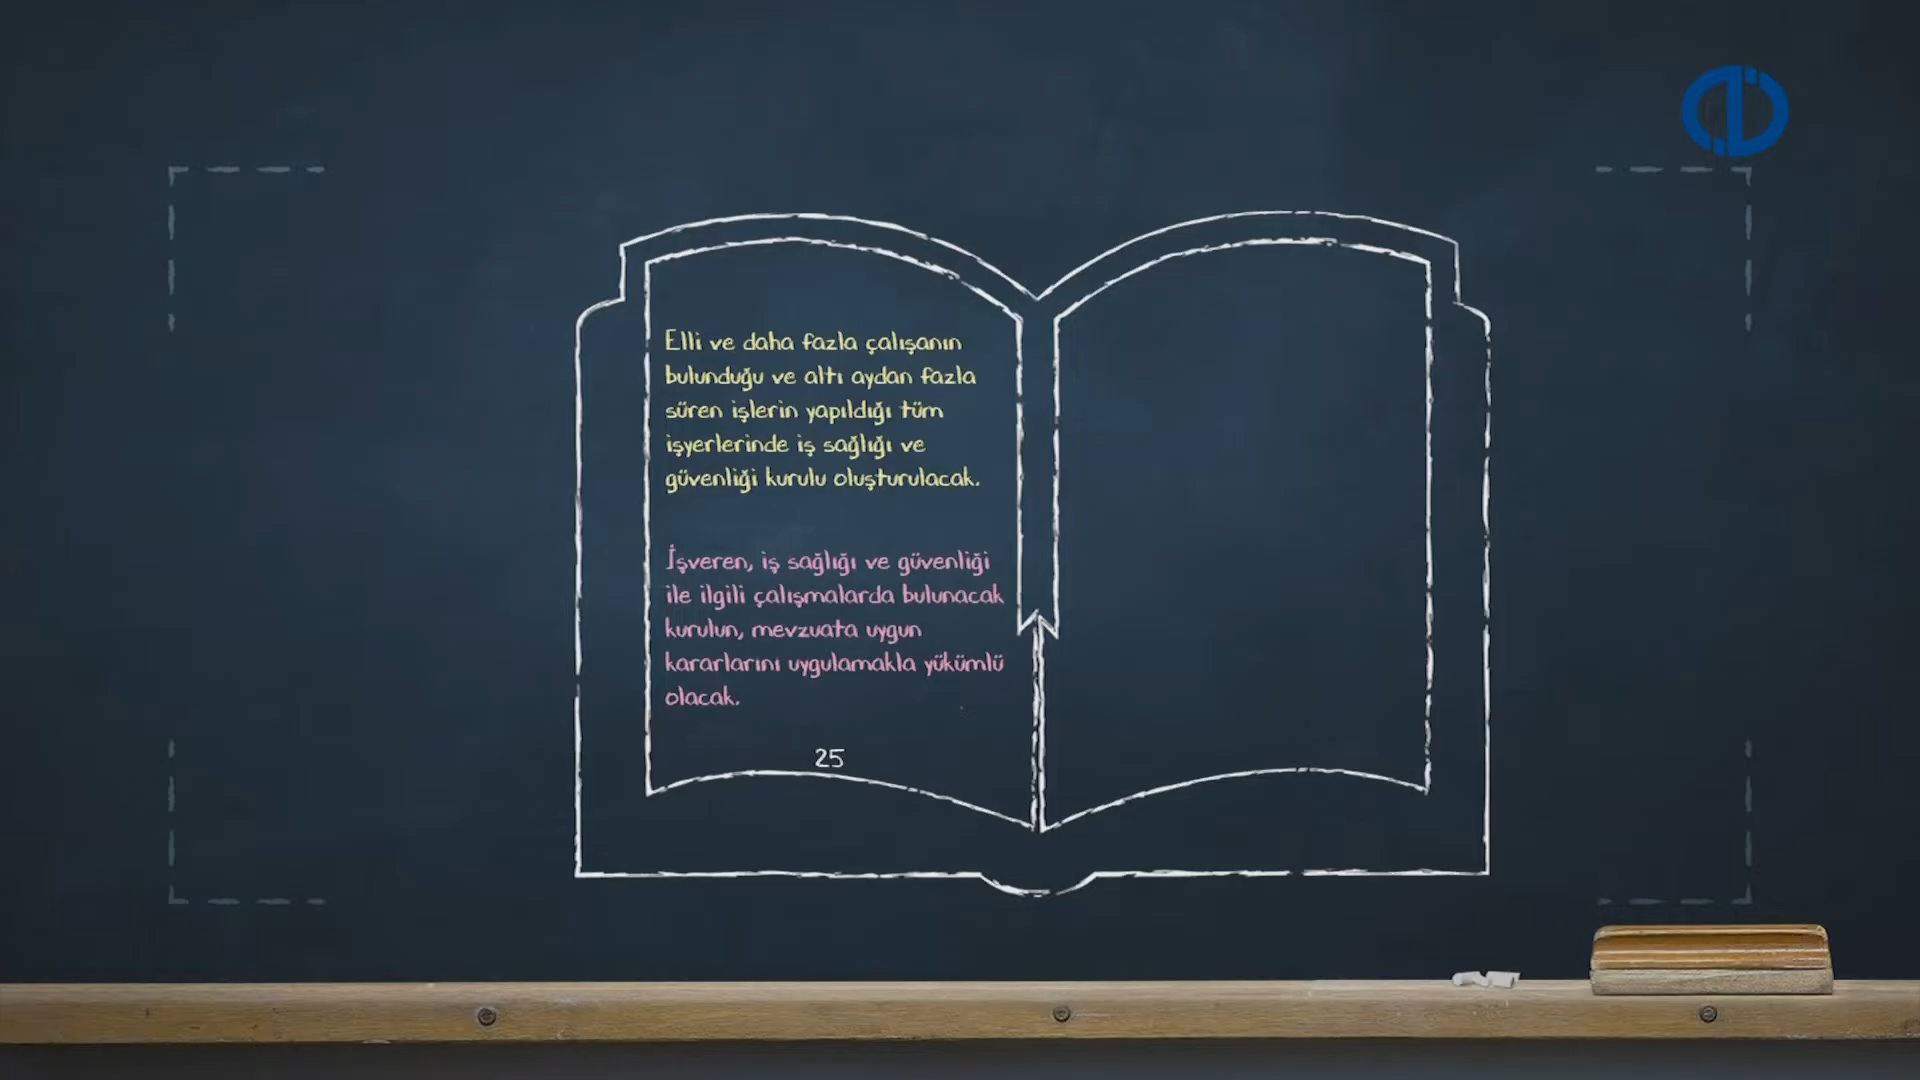 Elli ve daha fazla çalışanın
bulunduğu ve altı aydan fazla
süren işlerin yapıldığı tüm
işyerlerinde iş sağlığı ve
güvenliği kurulu oluşturulacak.
İşveren, iş sağlığı ve güvenliği
ile ilgili çalışmalarda bulunacak
kurulun, mevzuata uygun
kararlarını uygulamakla yükümlü
olacak.
25